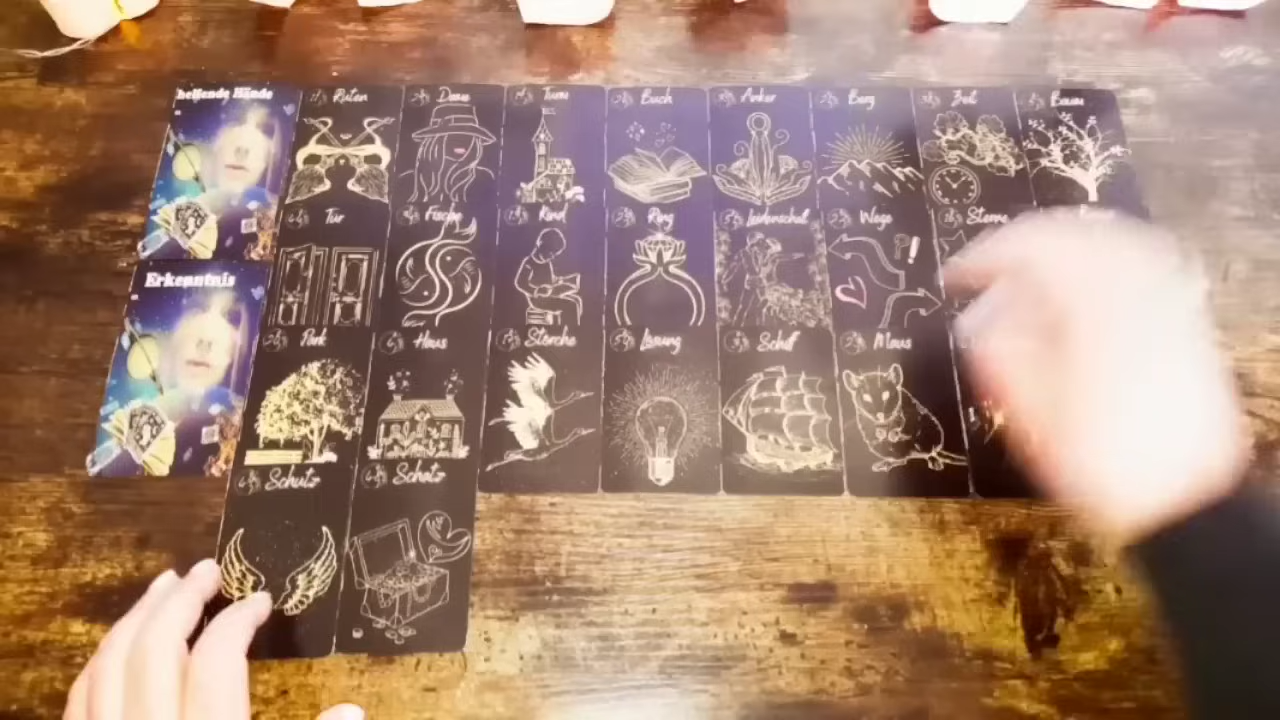 helfende Hände
Ruten
Dame
Turm
Buch
Anker
Berg
Zeit
Baum
Tür
Fische
Kind
Ring
Leidenschaft
Wege
Sterne
Erkenntnis
!
Park
Haus
Störche
Lösung
Schiff
Maus
Schutz
Schatz